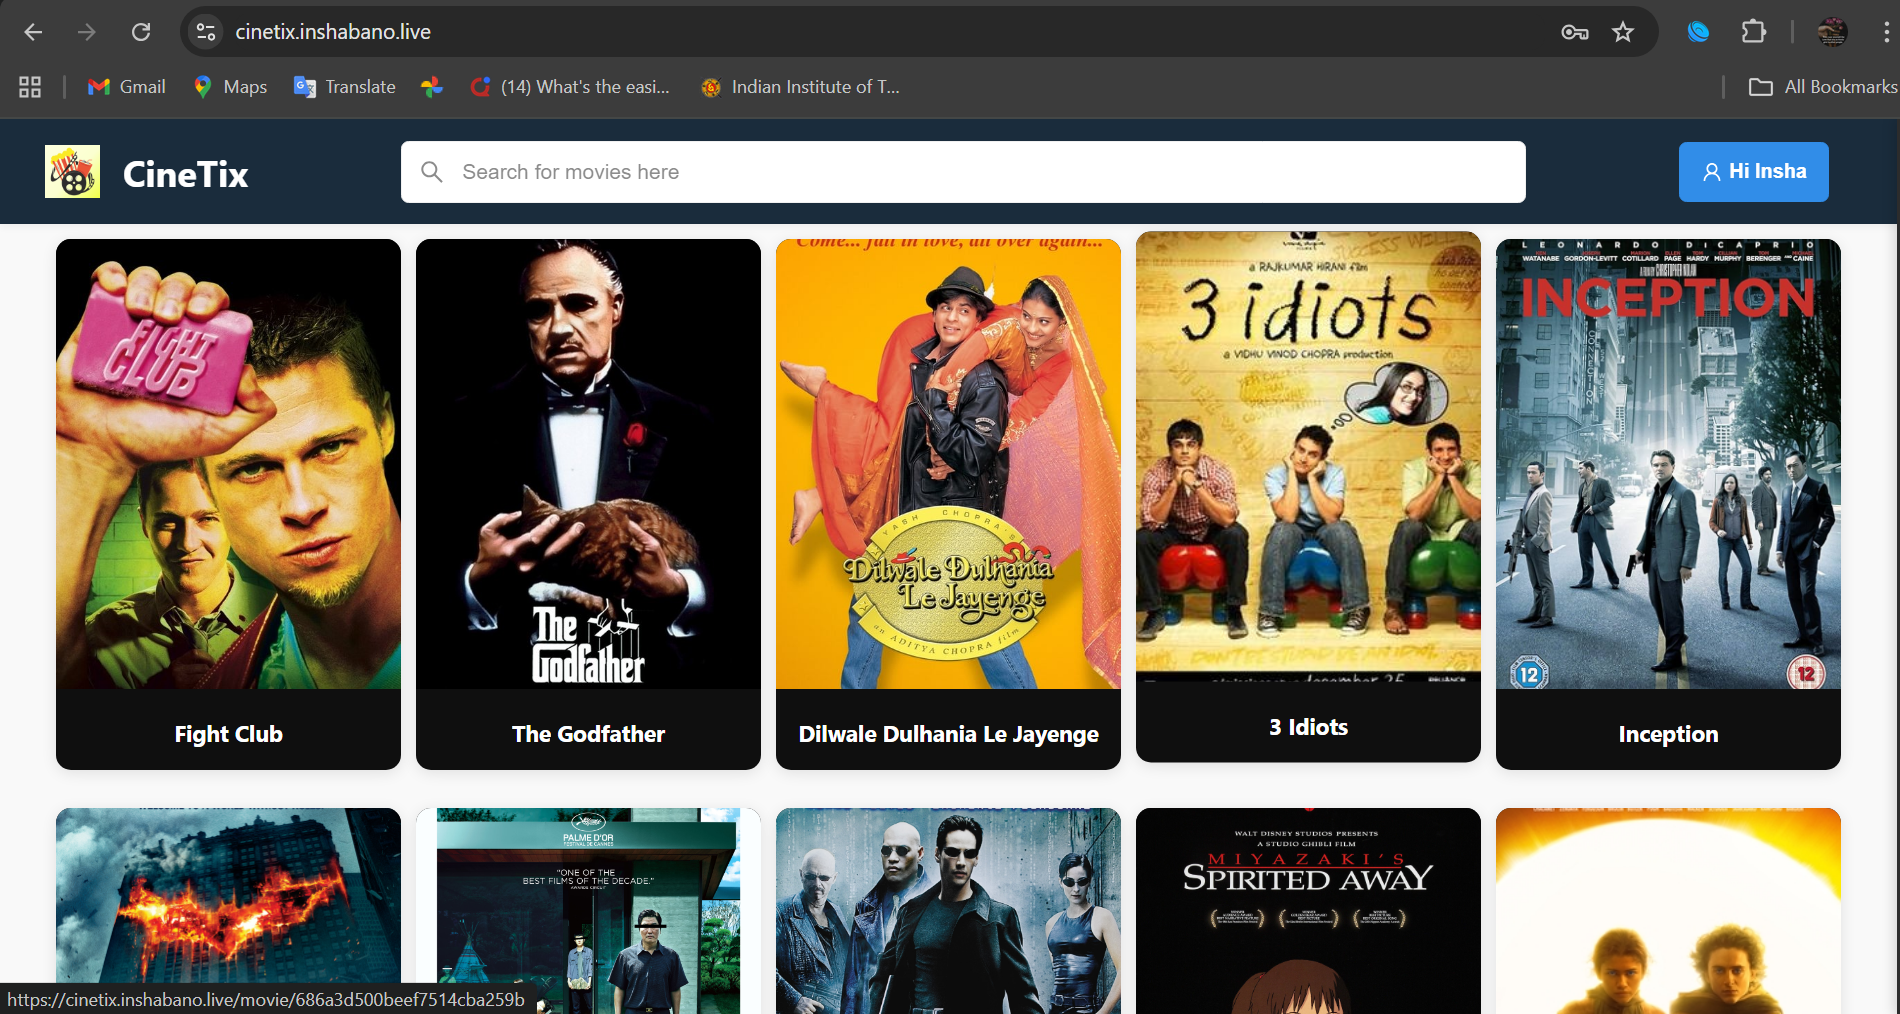 cinetix.inshabano.live
Gmail
Maps
Translate
(14) What's the easi...
Indian Institute of T...
All Bookmarks
CineTix
Search for movies here
Hi Insha
FIGHT
CLUB
Fight Club
The
Godfather
The Godfather
Come... fall in love, all over again...
YASH CHOPRA'S
Dilwale Dulhania
Le Jayenge
an ADITYA CHOPRA film
Dilwale Dulhania Le Jayenge
a RAJKUMAR HIRANI film
3 idiots
a VIDHU VINOD CHOPRA production
december 25
RELIANCE
3 Idiots
LEONARDO DiCAPRIO
WATANABE GORDON-LEVITT COTILLARD PAGE HARDY MURPHY BERENGER AND CAINE
INCEPTION
12
12
Inception
PALME D'OR
FESTIVAL DE CANNES
"ONE OF THE
BEST FILMS OF THE DECADE."
WALT DISNEY STUDIOS PRESENTS
A STUDIO GHIBLI FILM
MIYAZAKI'S
SPIRITED AWAY
https://cinetix.inshabano.live/movie/686a3d500beef7514cba259b